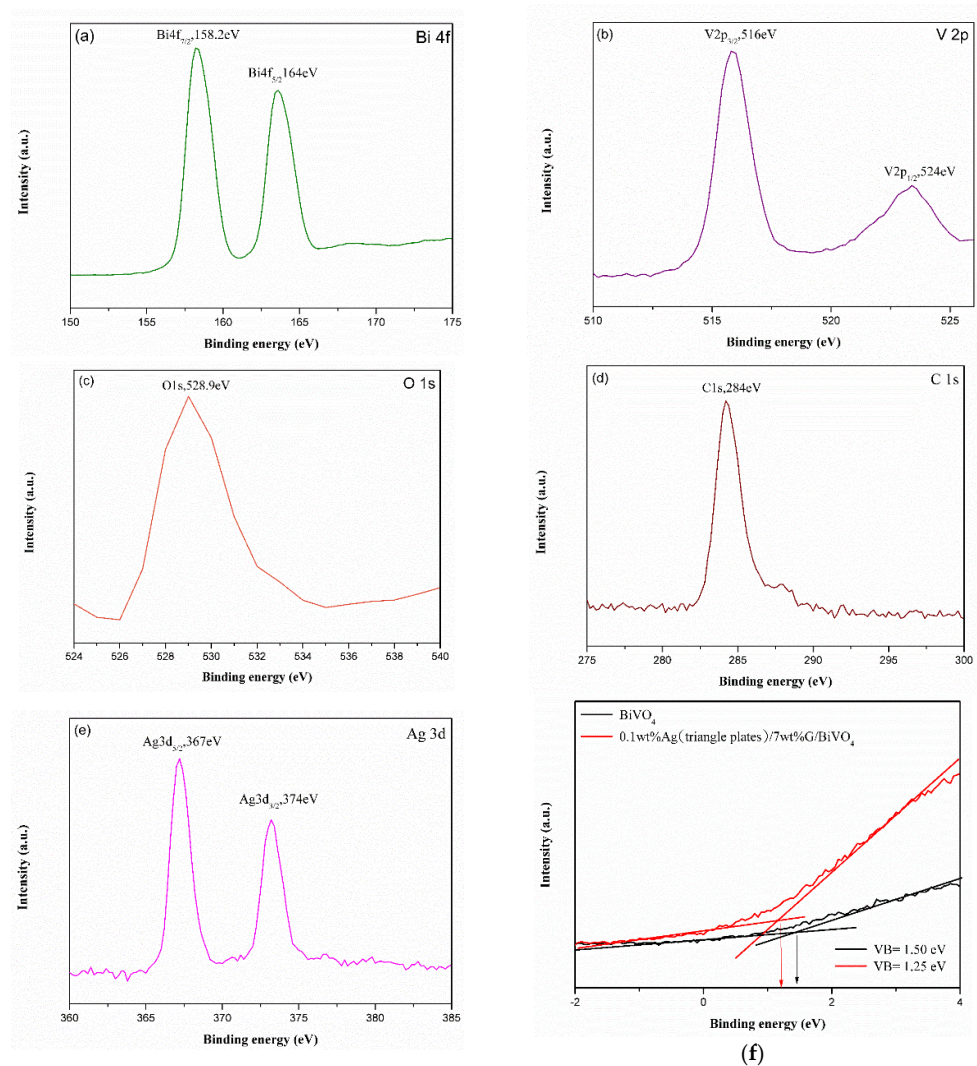 (a)
Bi4f7/2,158.2eV
Bi 4f
Bi4f5/2164eV
Intensity (a.u.)
150 155 160 165 170 175
Binding energy (eV)
(b)
V2p3/2,516eV
V 2p
V2p1/2,524eV
Intensity (a.u.)
510 515 520 525
Binding energy (eV)
(c)
O1s,528.9eV
O 1s
Intensity (a.u.)
524 526 528 530 532 534 536 538 540
Binding energy (eV)
(d)
C1s,284eV
C 1s
Intensity (a.u.)
275 280 285 290 295 300
Binding energy (eV)
(e)
Ag3d5/2,367eV
Ag 3d
Ag3d3/2,374eV
Intensity (a.u.)
360 365 370 375 380 385
Binding energy (eV)
BiVO4
0.1wt%Ag(triangle plates)/7wt%G/BiVO4
Intensity (a.u.)
VB= 1.50 eV
VB= 1.25 eV
-2 0 2 4
Binding energy (eV)
(f)